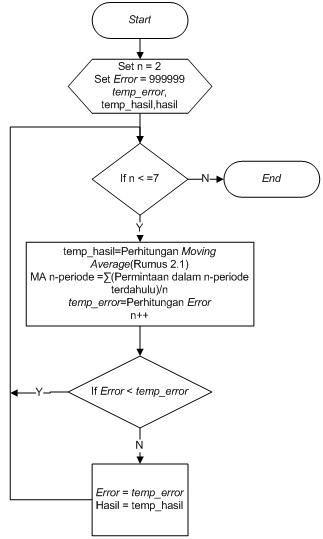 Start
Set n = 2
Set Error = 999999
temp_error,
temp_hasil,hasil
If n < =7
N
End
Y
temp_hasil=Perhitungan Moving
Average(Rumus 2.1)
MA n-periode =∑(Permintaan dalam n-periode
terdahulu)/n
temp_error=Perhitungan Error
n++
If Error < temp_error
Y
N
Error = temp_error
Hasil = temp_hasil